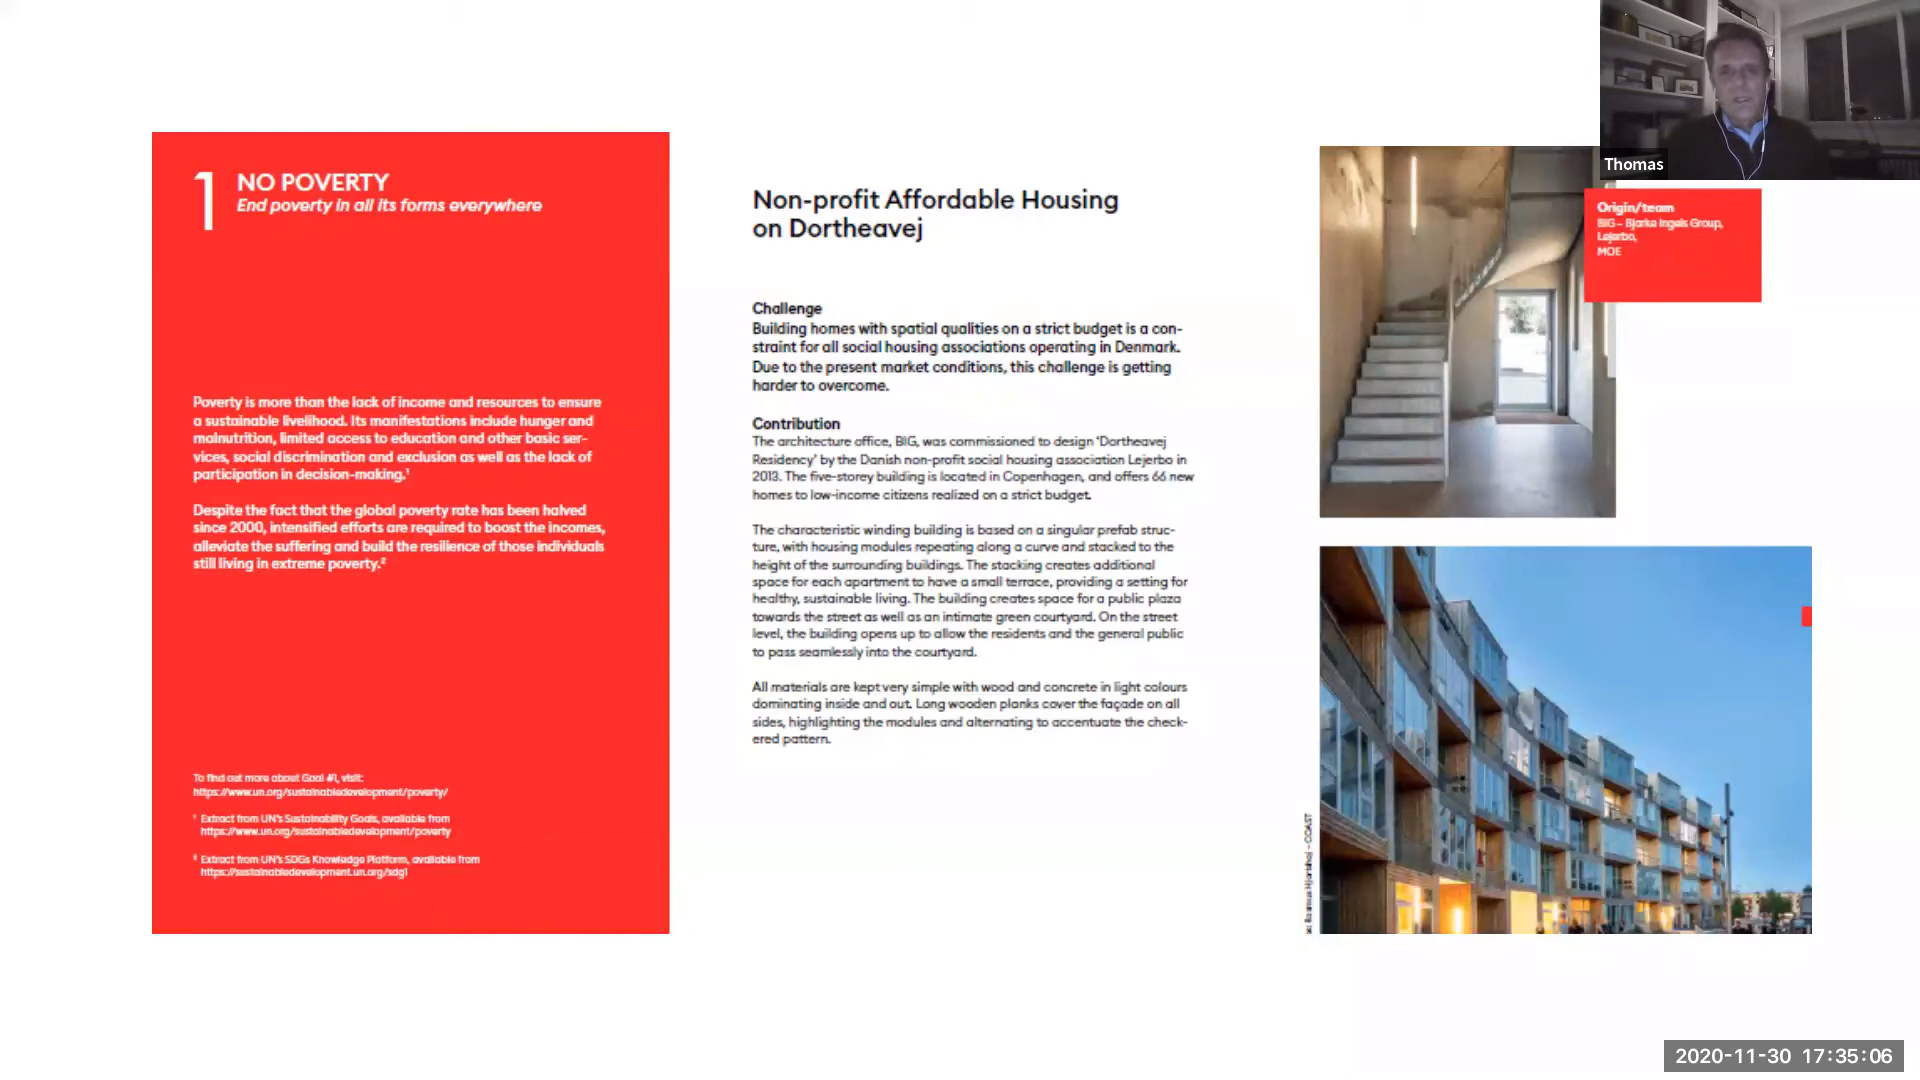 1
NO POVERTY
End poverty in all its forms everywhere
Poverty is more than the lack of income and resources to ensure
a sustainable livelihood. Its manifestations include hunger and
malnutrition, limited access to education and other basic ser-
vices, social discrimination and exclusion as well as the lack of
participation in decision-making.¹
Despite the fact that the global poverty rate has been halved
since 2000, intensified efforts are required to boost the incomes,
alleviate the suffering and build the resilience of those individuals
still living in extreme poverty.²
To find out more about Goal #1, visit:
https://www.un.org/sustainabledevelopment/poverty/
¹ Extract from UN's Sustainability Goals, available from
https://www.un.org/sustainabledevelopment/poverty
² Extract from UN's SDGs Knowledge Platform, available from
https://sustainabledevelopment.un.org/sdg1
Non-profit Affordable Housing
on Dortheavej
Challenge
Building homes with spatial qualities on a strict budget is a con-
straint for all social housing associations operating in Denmark.
Due to the present market conditions, this challenge is getting
harder to overcome.
Contribution
The architecture office, BIG, was commissioned to design 'Dortheavej
Residency' by the Danish non-profit social housing association Lejerbo in
2013. The five-storey building is located in Copenhagen, and offers 66 new
homes to low-income citizens realized on a strict budget.
The characteristic winding building is based on a singular prefab struc-
ture, with housing modules repeating along a curve and stacked to the
height of the surrounding buildings. The stacking creates additional
space for each apartment to have a small terrace, providing a setting for
healthy, sustainable living. The building creates space for a public plaza
towards the street as well as an intimate green courtyard. On the street
level, the building opens up to allow the residents and the general public
to pass seamlessly into the courtyard.
All materials are kept very simple with wood and concrete in light colours
dominating inside and out. Long wooden planks cover the façade on all
sides, highlighting the modules and alternating to accentuate the check-
ered pattern.
Thomas
Origin/team
BIG – Bjarke Ingels Group,
Lejerbo,
MOE
Rasmus Hjortshøj – COAST
2020-11-30 17:35:06